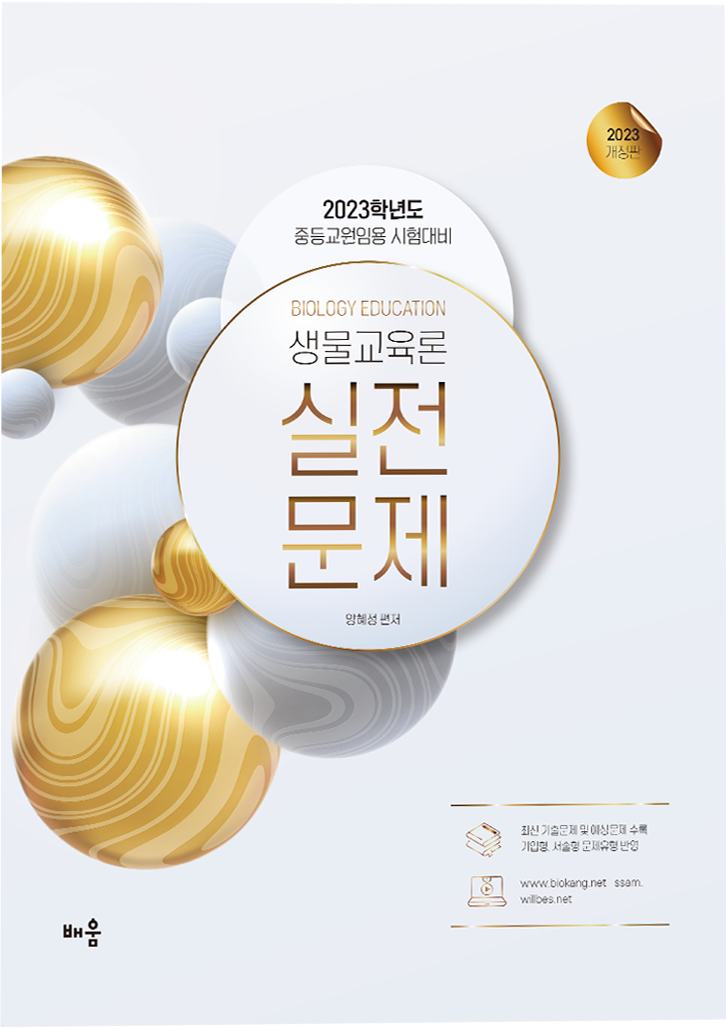 2023
개정판
2023학년도
중등교원임용 시험대비
BIOLOGY EDUCATION
생물교육론
실전
문제
양혜성 편저
최신 기출문제 및 예상문제 수록
기입형, 서술형 문제유형 반영
www.biokang.net ssam.
willbes.net
배움